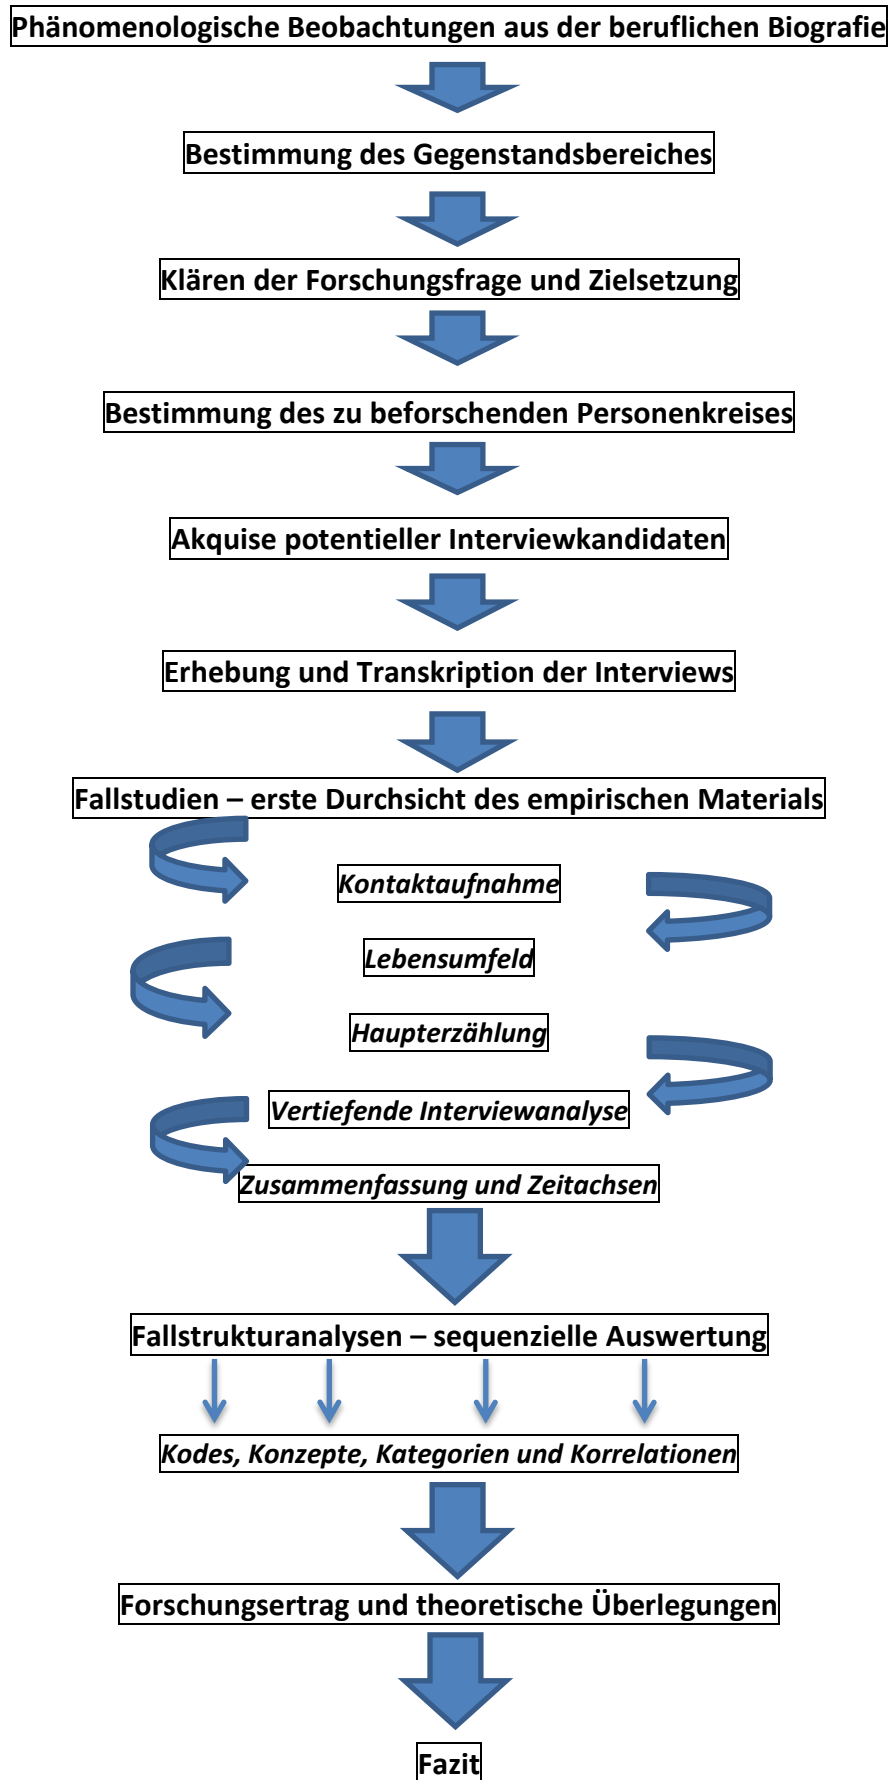 Phänomenologische Beobachtungen aus der beruflichen Biografie
Bestimmung des Gegenstandsbereiches
Klären der Forschungsfrage und Zielsetzung
Bestimmung des zu beforschenden Personenkreises
Akquise potentieller Interviewkandidaten
Erhebung und Transkription der Interviews
Fallstudien – erste Durchsicht des empirischen Materials
Kontaktaufnahme
Lebensumfeld
Haupterzählung
Vertiefende Interviewanalyse
Zusammenfassung und Zeitachsen
Fallstrukturanalysen – sequenzielle Auswertung
Kodes, Konzepte, Kategorien und Korrelationen
Forschungsertrag und theoretische Überlegungen
Fazit